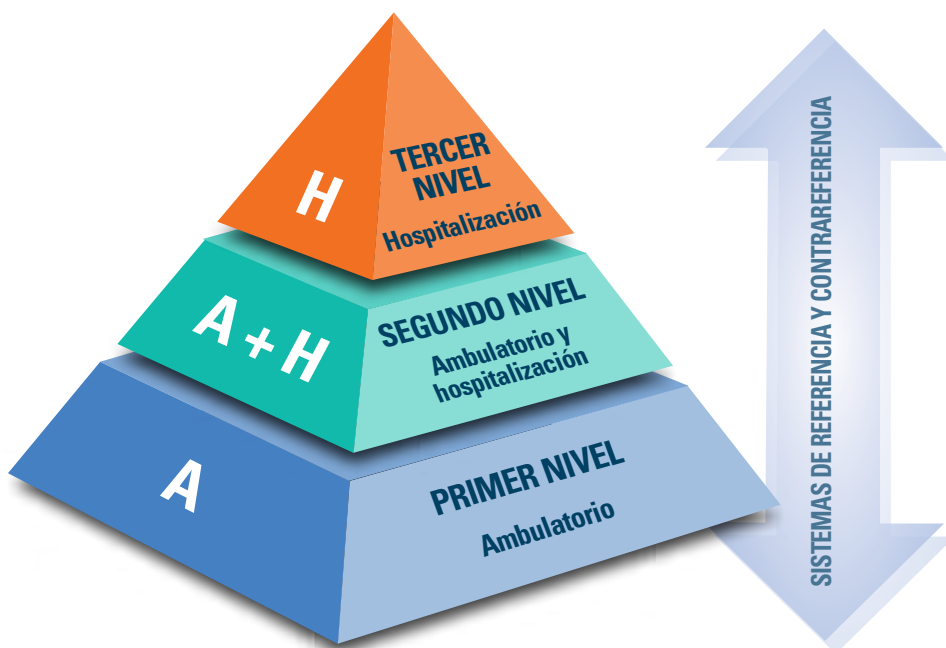 H
TERCER
NIVEL
Hospitalización
A + H
SEGUNDO NIVEL
Ambulatorio y
hospitalización
A
PRIMER NIVEL
Ambulatorio
SISTEMAS DE REFERENCIA Y CONTRAREFERENCIA